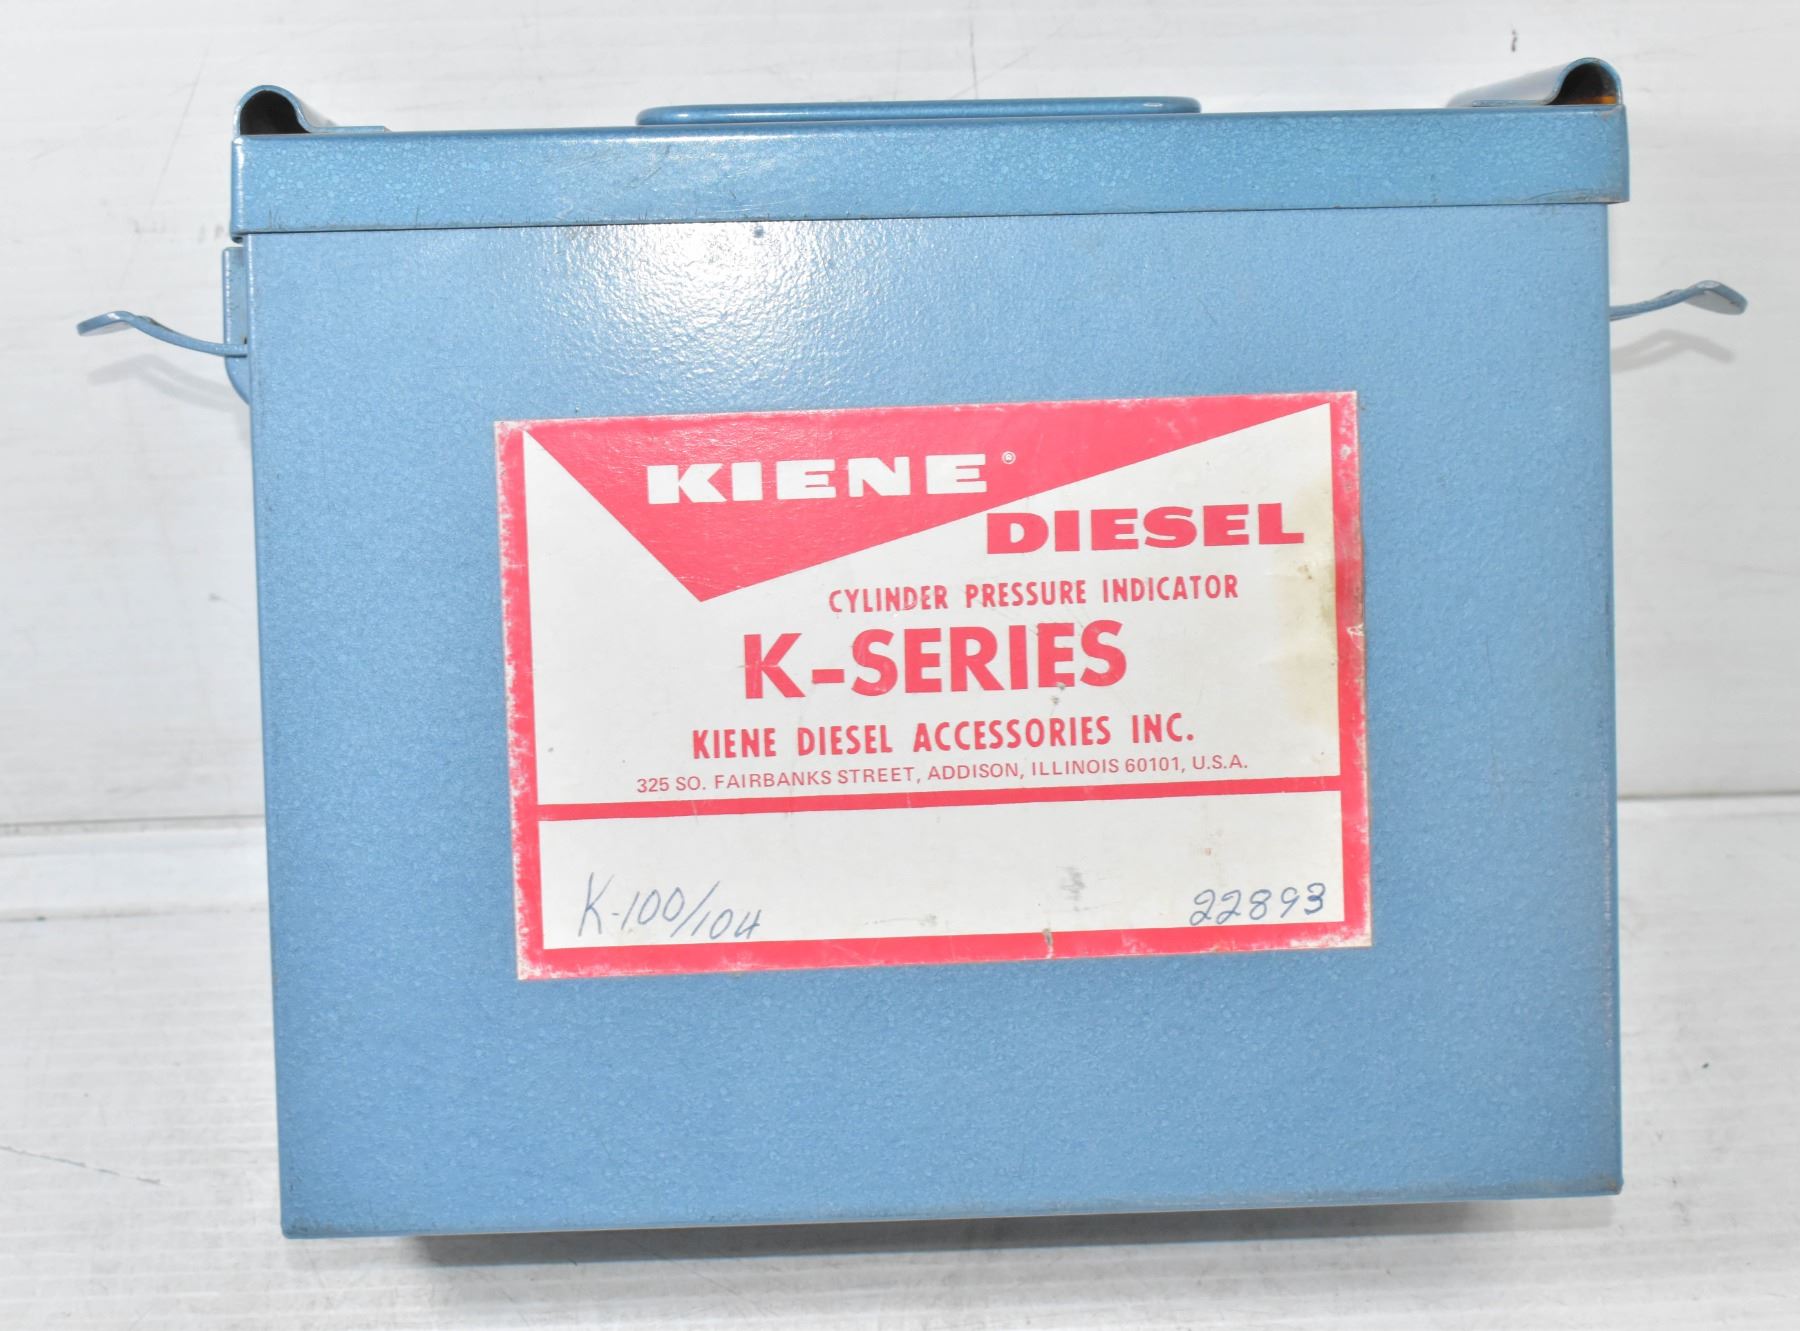 KIENE®
DIESEL
CYLINDER PRESSURE INDICATOR
K-SERIES
KIENE DIESEL ACCESSORIES INC.
325 SO. FAIRBANKS STREET, ADDISON, ILLINOIS 60101, U.S.A.
K-100/104 22893